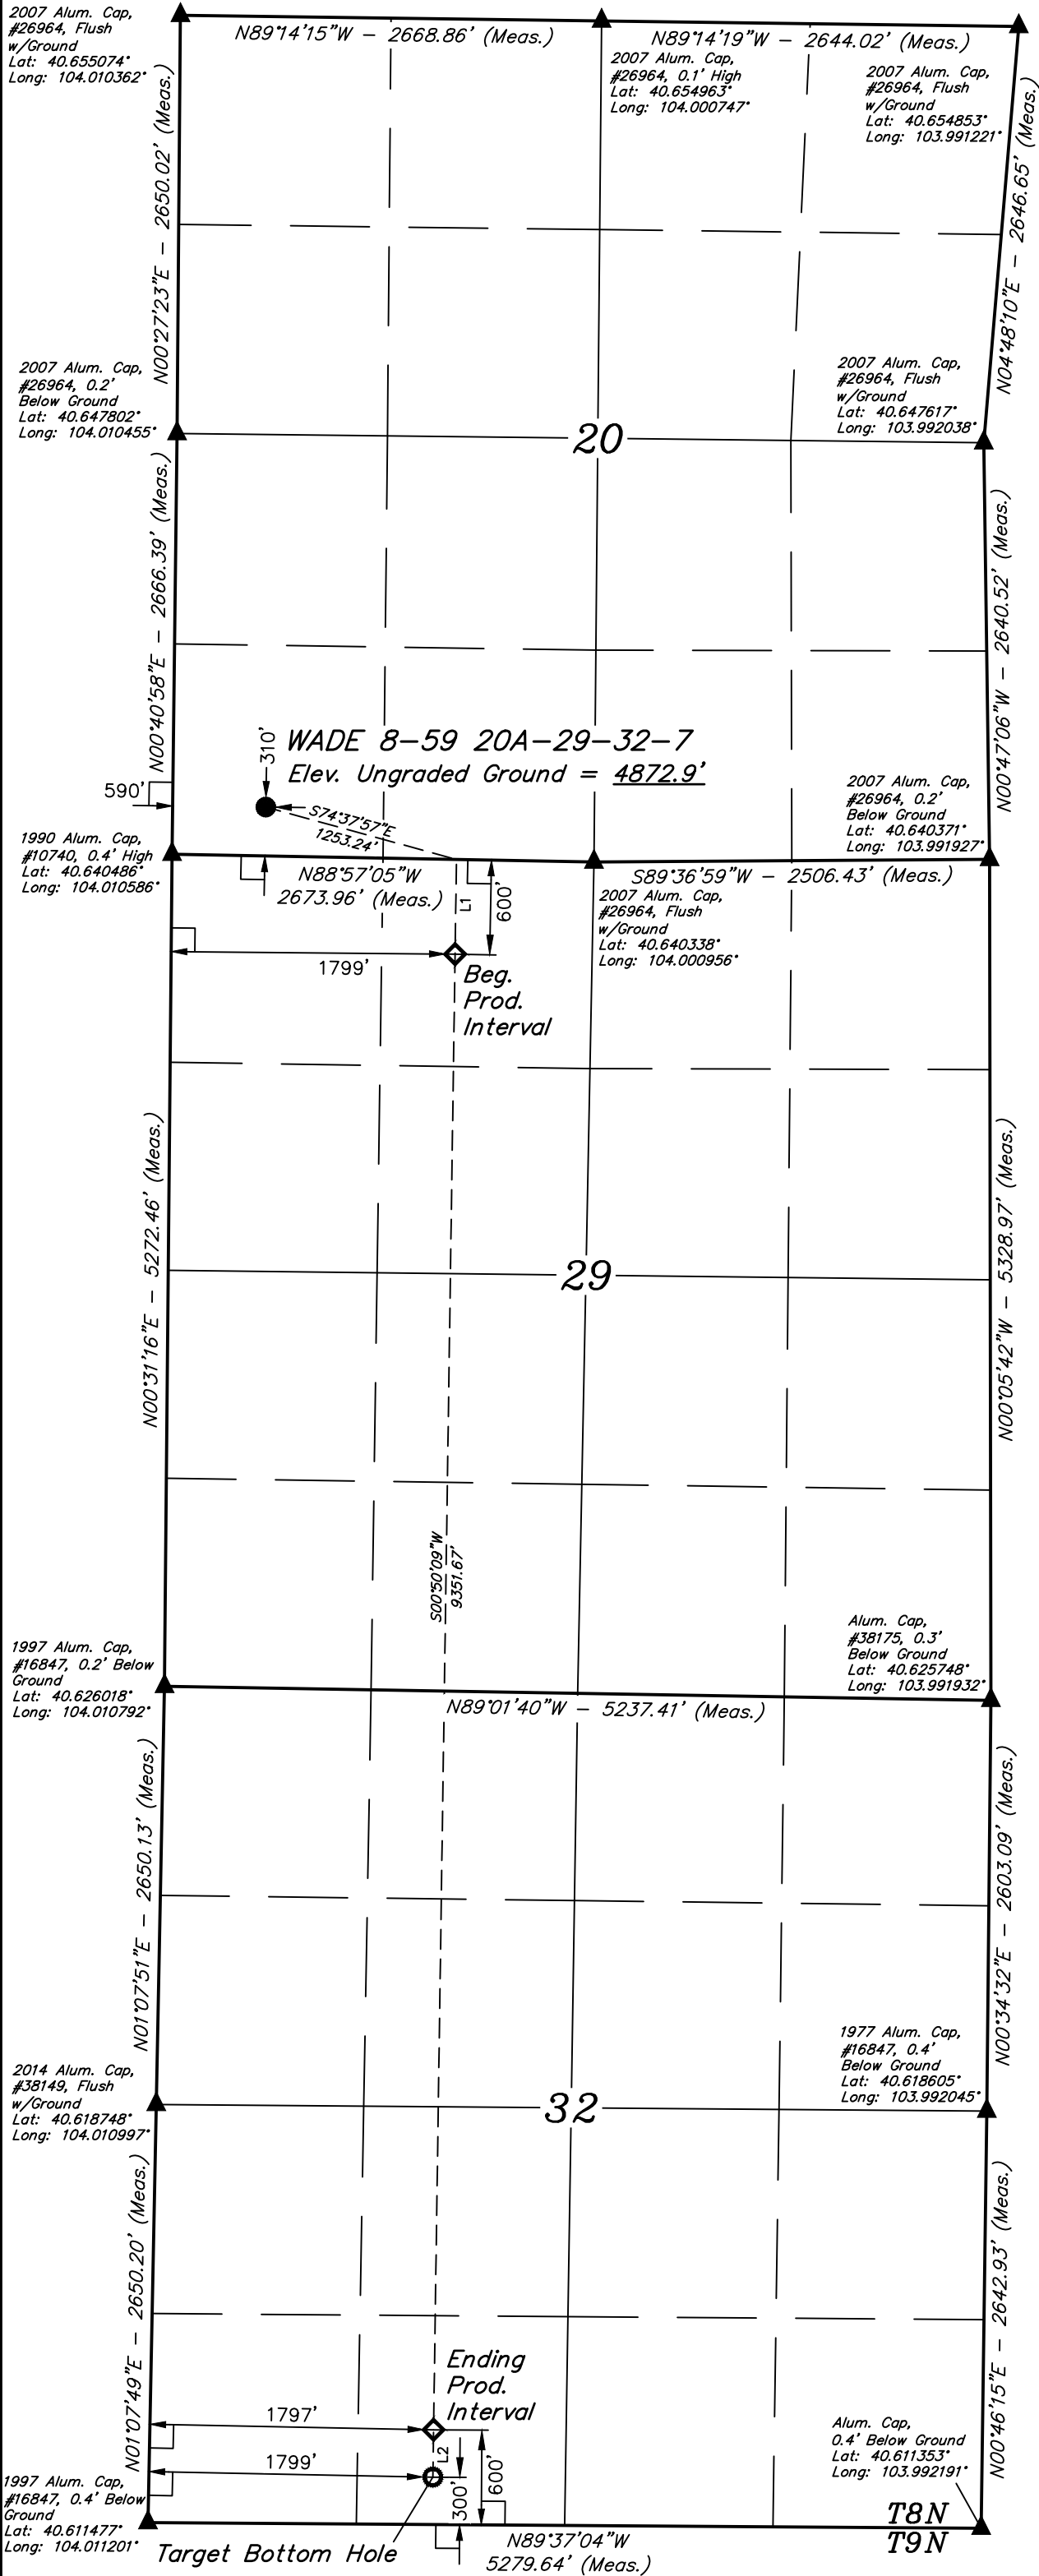 2007 Alum. Cap,
#26964, Flush
w/Ground
Lat: 40.655074°
Long: 104.010362°
N89°14'15"W - 2668.86' (Meas.)
N89°14'19"W - 2644.02' (Meas.)
2007 Alum. Cap,
#26964, 0.1' High
Lat: 40.654963°
Long: 104.000747°
2007 Alum. Cap,
#26964, Flush
w/Ground
Lat: 40.654853°
Long: 103.991221°
N00°27'23"E - 2650.02' (Meas.)
N04°48'10"E - 2646.65' (Meas.)
2007 Alum. Cap,
#26964, 0.2'
Below Ground
Lat: 40.647802°
Long: 104.010455°
2007 Alum. Cap,
#26964, Flush
w/Ground
Lat: 40.647617°
Long: 103.992038°
20
N00°40'58"E - 2666.39' (Meas.)
N00°47'06"W - 2640.52' (Meas.)
310'
WADE 8-59 20A-29-32-7
Elev. Ungraded Ground = 4872.9'
590'
S74°37'57"E
1253.24'
2007 Alum. Cap,
#26964, 0.2'
Below Ground
Lat: 40.640371°
Long: 103.991927°
1990 Alum. Cap,
#10740, 0.4' High
Lat: 40.640486°
Long: 104.010586°
N88°57'05"W
2673.96' (Meas.)
L1
600'
S89°36'59"W - 2506.43' (Meas.)
2007 Alum. Cap,
#26964, Flush
w/Ground
Lat: 40.640338°
Long: 104.000956°
1799'
Beg.
Prod.
Interval
N00°31'16"E - 5272.46' (Meas.)
N00°05'42"W - 5328.97' (Meas.)
29
S00°50'09"W
9351.67'
1997 Alum. Cap,
#16847, 0.2' Below
Ground
Lat: 40.626018°
Long: 104.010792°
Alum. Cap,
#38175, 0.3'
Below Ground
Lat: 40.625748°
Long: 103.991932°
N89°01'40"W - 5237.41' (Meas.)
N01°07'51"E - 2650.13' (Meas.)
N00°34'32"E - 2603.09' (Meas.)
2014 Alum. Cap,
#38149, Flush
w/Ground
Lat: 40.618748°
Long: 104.010997°
1977 Alum. Cap,
#16847, 0.4'
Below Ground
Lat: 40.618605°
Long: 103.992045°
32
N01°07'49"E - 2650.20' (Meas.)
N00°46'15"E - 2642.93' (Meas.)
Ending
Prod.
Interval
1797'
1799'
L2
300'
600'
Alum. Cap,
0.4' Below Ground
Lat: 40.611353°
Long: 103.992191°
1997 Alum. Cap,
#16847, 0.4' Below
Ground
Lat: 40.611477°
Long: 104.011201°
Target Bottom Hole
N89°37'04"W
5279.64' (Meas.)
T8N
T9N